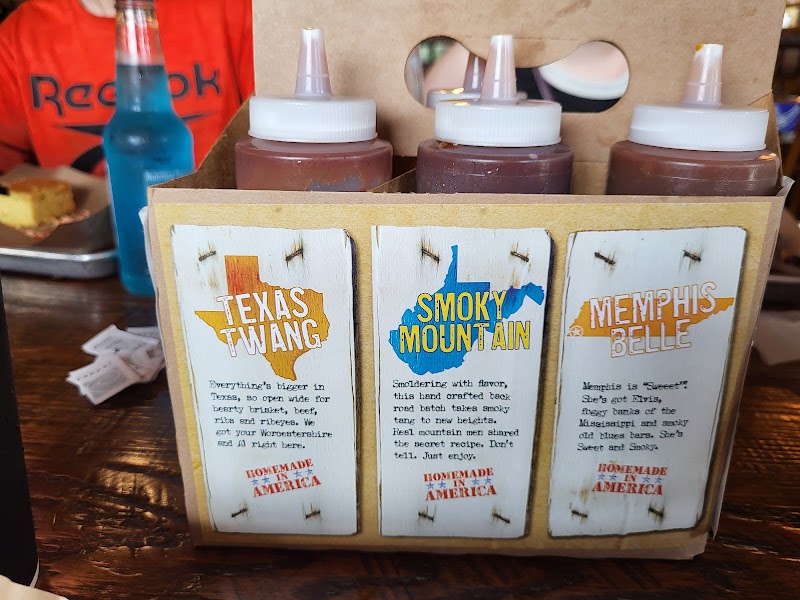 Reebok
TEXAS
TWANG
Everything's bigger in
Texas, so open wide for
hearty brisket, beef,
ribs and ribeyes. We
got your Worcestershire
and A1 right here.
HOMEMADE
IN
AMERICA
SMOKY
MOUNTAIN
Smoldering with flavor,
this hand crafted back
road batch takes smoky
tang to new heights.
Real mountain men shared
the secret recipe. Don't
tell. Just enjoy.
HOMEMADE
IN
AMERICA
MEMPHIS
BELLE
Memphis is "Sweeet"!
She's got Elvis,
foggy banks of the
Mississippi and smoky
old blues bars. She's
Sweet and Smoky.
HOMEMADE
IN
AMERICA